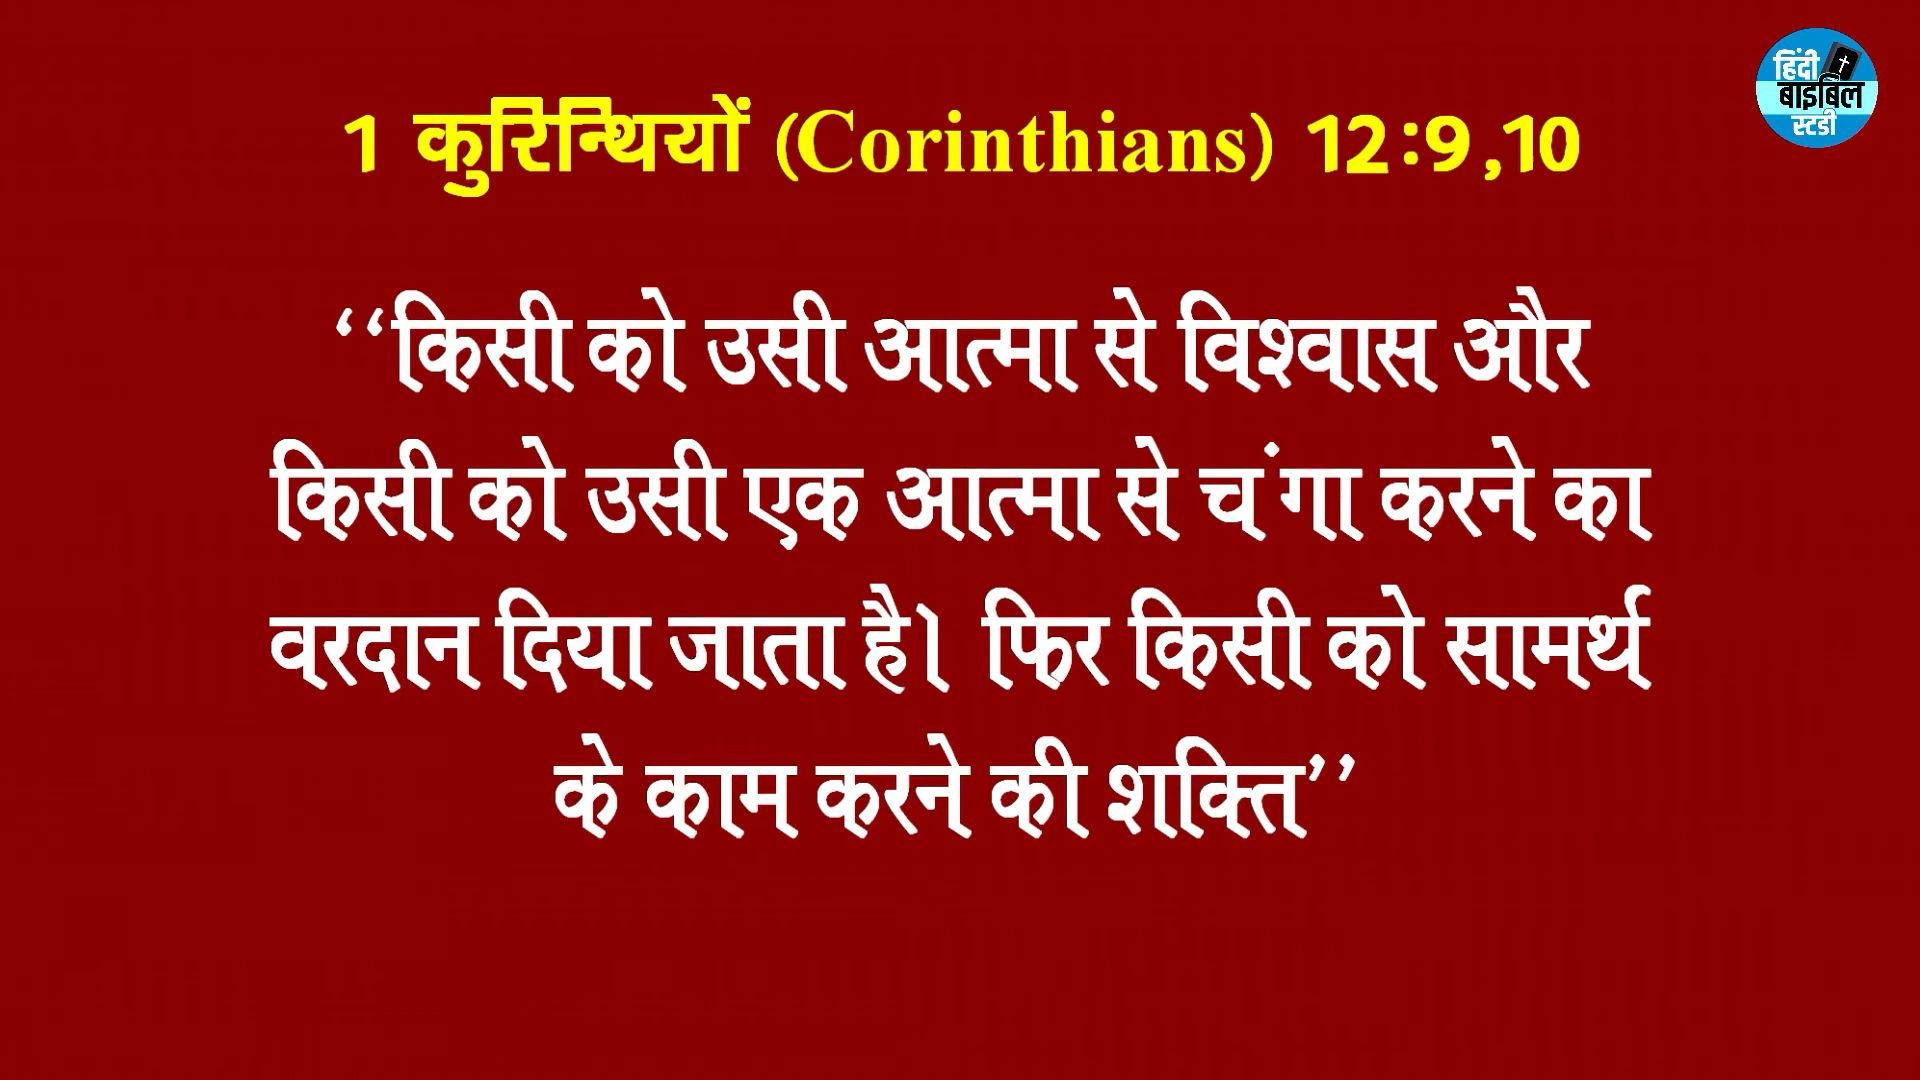 हिंदी
बाइबिल
स्टडी
1 कुरिन्थियों (Corinthians) 12:9,10
‘‘किसी को उसी आत्मा से विश्वास और
किसी को उसी एक आत्मा से चंगा करने का
वरदान दिया जाता है। फिर किसी को सामर्थ
के काम करने की शक्ति’’